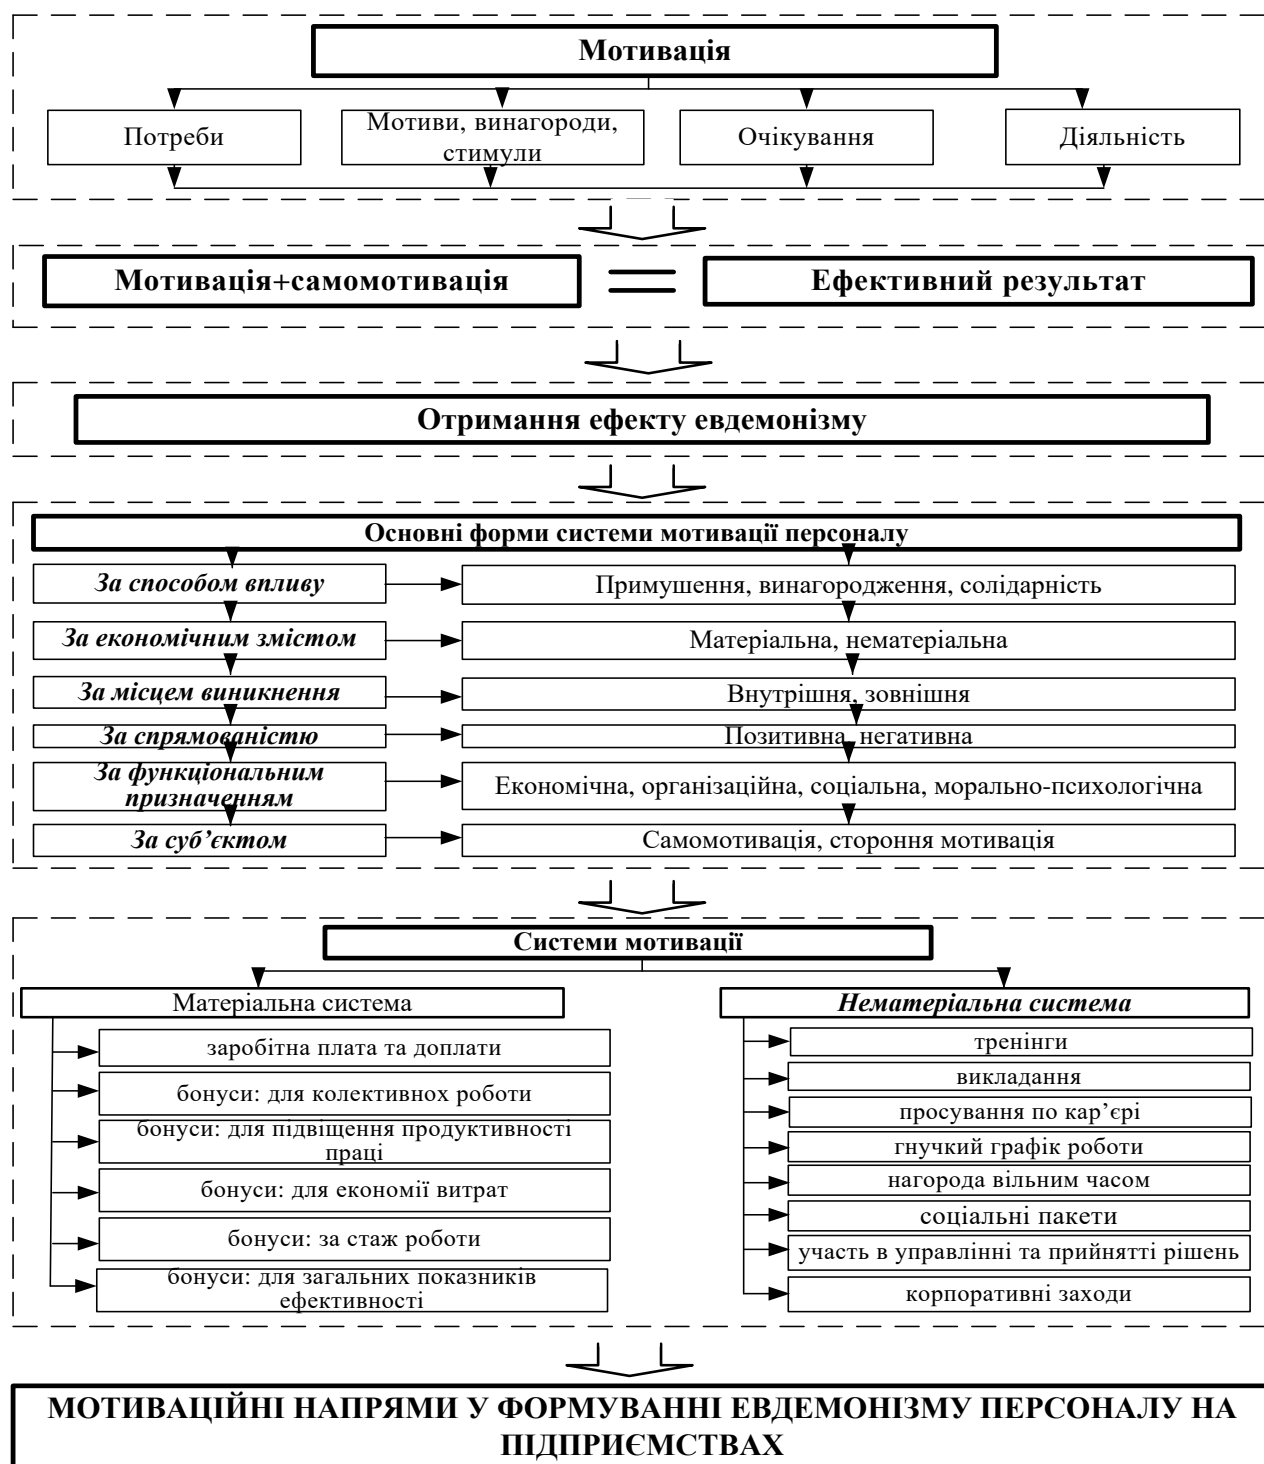 Мотивація
Потреби
Мотиви, винагороди,
стимули
Очікування
Діяльність
Мотивація+самомотивація
Ефективний результат
Отримання ефекту евдемонізму
Основні форми системи мотивації персоналу
За способом впливу
Примушення, винагородження, солідарність
За економічним змістом
Матеріальна, нематеріальна
За місцем виникнення
Внутрішня, зовнішня
За спрямованістю
Позитивна, негативна
За функціональним
призначенням
Економічна, організаційна, соціальна, морально-психологічна
За суб’єктом
Самомотивація, стороння мотивація
Системи мотивації
Матеріальна система
заробітна плата та доплати
бонуси: для колективнох роботи
бонуси: для підвіщення продуктивності
праці
бонуси: для економії витрат
бонуси: за стаж роботи
бонуси: для загальних показників
ефективності
Нематеріальна система
тренінги
викладання
просування по кар’єрі
гнучкий графік роботи
нагорода вільним часом
соціальні пакети
участь в управлінні та прийнятті рішень
корпоративні заходи
МОТИВАЦІЙНІ НАПРЯМИ У ФОРМУВАННІ ЕВДЕМОНІЗМУ ПЕРСОНАЛУ НА
ПІДПРИЄМСТВАХ